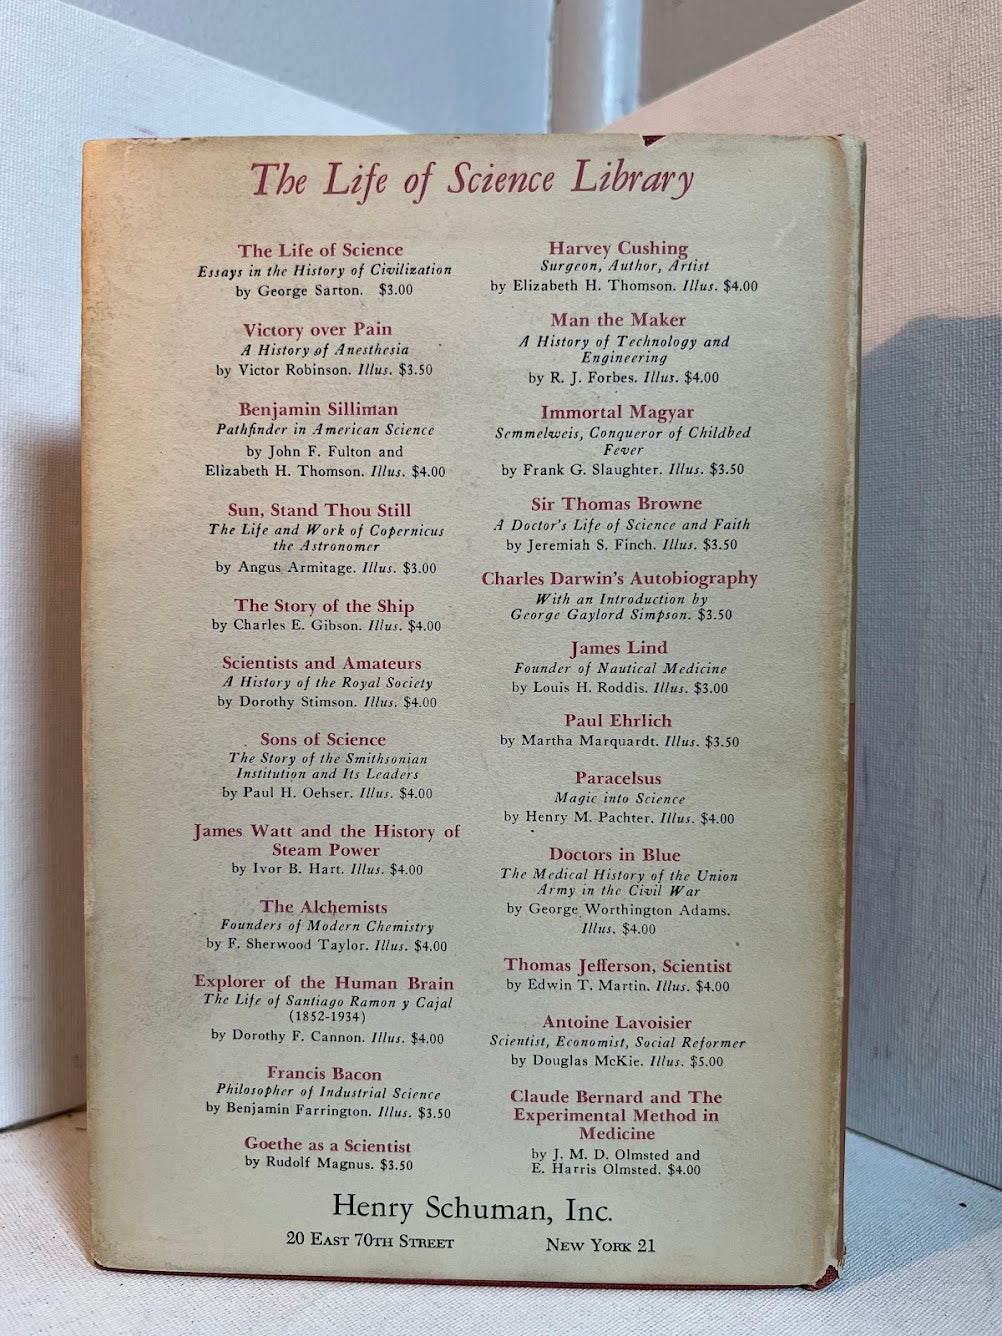 The Life of Science Library
The Life of Science
Essays in the History of Civilization
by George Sarton. $3.00
Victory over Pain
A History of Anesthesia
by Victor Robinson. Illus. $3.50
Benjamin Silliman
Pathfinder in American Science
by John F. Fulton and
Elizabeth H. Thomson. Illus. $4.00
Sun, Stand Thou Still
The Life and Work of Copernicus
the Astronomer
by Angus Armitage. Illus. $3.00
The Story of the Ship
by Charles E. Gibson. Illus. $4.00
Scientists and Amateurs
A History of the Royal Society
by Dorothy Stimson. Illus. $4.00
Sons of Science
The Story of the Smithsonian
Institution and Its Leaders
by Paul H. Oehser. Illus. $4.00
James Watt and the History of
Steam Power
by Ivor B. Hart. Illus. $4.00
The Alchemists
Founders of Modern Chemistry
by F. Sherwood Taylor. Illus. $4.00
Explorer of the Human Brain
The Life of Santiago Ramon y Cajal
(1852-1934)
by Dorothy F. Cannon. Illus. $4.00
Francis Bacon
Philosopher of Industrial Science
by Benjamin Farrington. Illus. $3.50
Goethe as a Scientist
by Rudolf Magnus. $3.50
Harvey Cushing
Surgeon, Author, Artist
by Elizabeth H. Thomson. Illus. $4.00
Man the Maker
A History of Technology and
Engineering
by R. J. Forbes. Illus. $4.00
Immortal Magyar
Semmelweis, Conqueror of Childbed
Fever
by Frank G. Slaughter. Illus. $3.50
Sir Thomas Browne
A Doctor's Life of Science and Faith
by Jeremiah S. Finch. Illus. $3.50
Charles Darwin's Autobiography
With an Introduction by
George Gaylord Simpson. $3.50
James Lind
Founder of Nautical Medicine
by Louis H. Roddis. Illus. $3.00
Paul Ehrlich
by Martha Marquardt. Illus. $3.50
Paracelsus
Magic into Science
by Henry M. Pachter. Illus. $4.00
Doctors in Blue
The Medical History of the Union
Army in the Civil War
by George Worthington Adams.
Illus. $4.00
Thomas Jefferson, Scientist
by Edwin T. Martin. Illus. $4.00
Antoine Lavoisier
Scientist, Economist, Social Reformer
by Douglas McKie. Illus. $5.00
Claude Bernard and The
Experimental Method in
Medicine
by J. M. D. Olmsted and
E. Harris Olmsted. $4.00
Henry Schuman, Inc.
20 East 70th Street New York 21